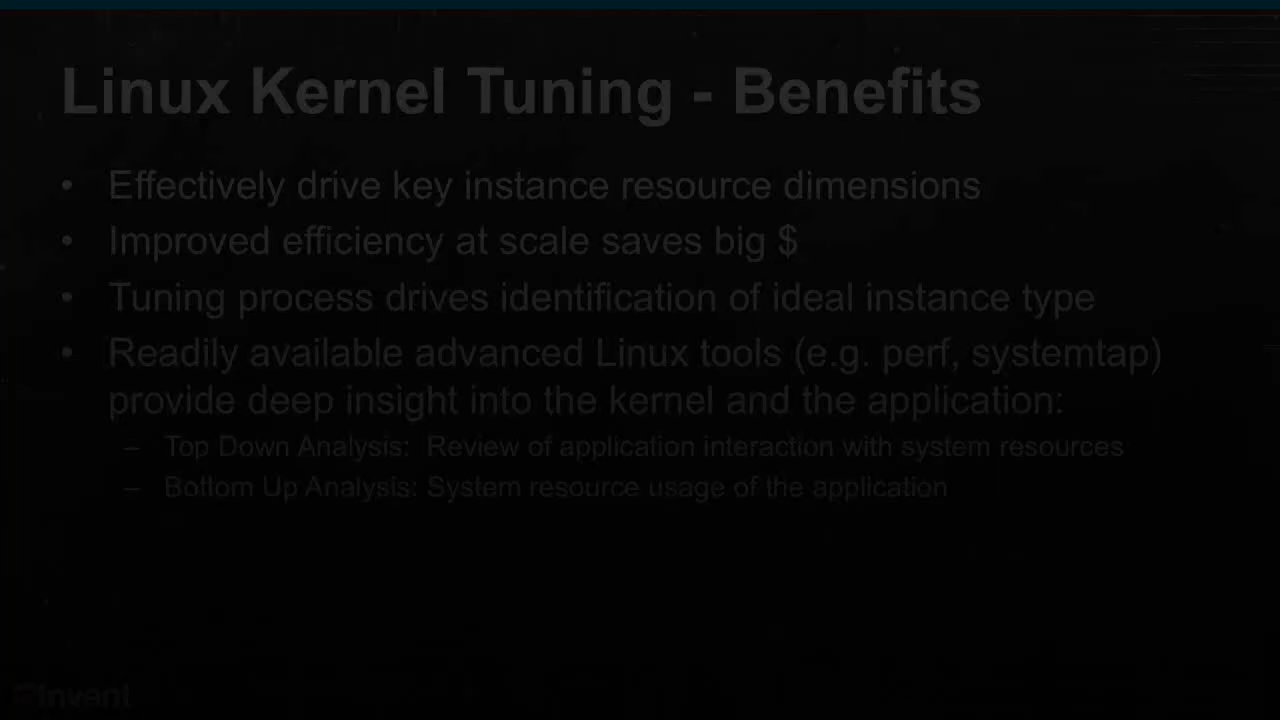 Linux Kernel Tuning - Benefits
• Effectively drive key instance resource dimensions
• Improved efficiency at scale saves big $
• Tuning process drives identification of ideal instance type
• Readily available advanced Linux tools (e.g. perf, systemtap)
provide deep insight into the kernel and the application:
– Top Down Analysis: Review of application interaction with system resources
– Bottom Up Analysis: System resource usage of the application
re:Invent